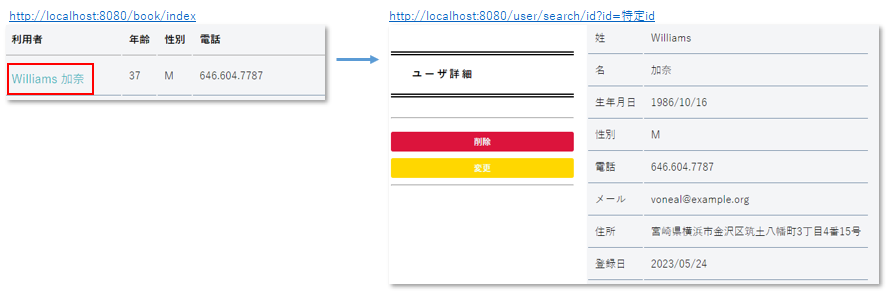 http://localhost:8080/book/index
利用者 年齢 性別 電話
Williams 加奈 37 M 646.604.7787
http://localhost:8080/user/search/id?id=特定id
ユーザ詳細
削除
変更
姓 Williams
名 加奈
生年月日 1986/10/16
性別 M
電話 646.604.7787
メール voneal@example.org
住所 宮崎県横浜市金沢区筑土八幡町3丁目4番15号
登録日 2023/05/24